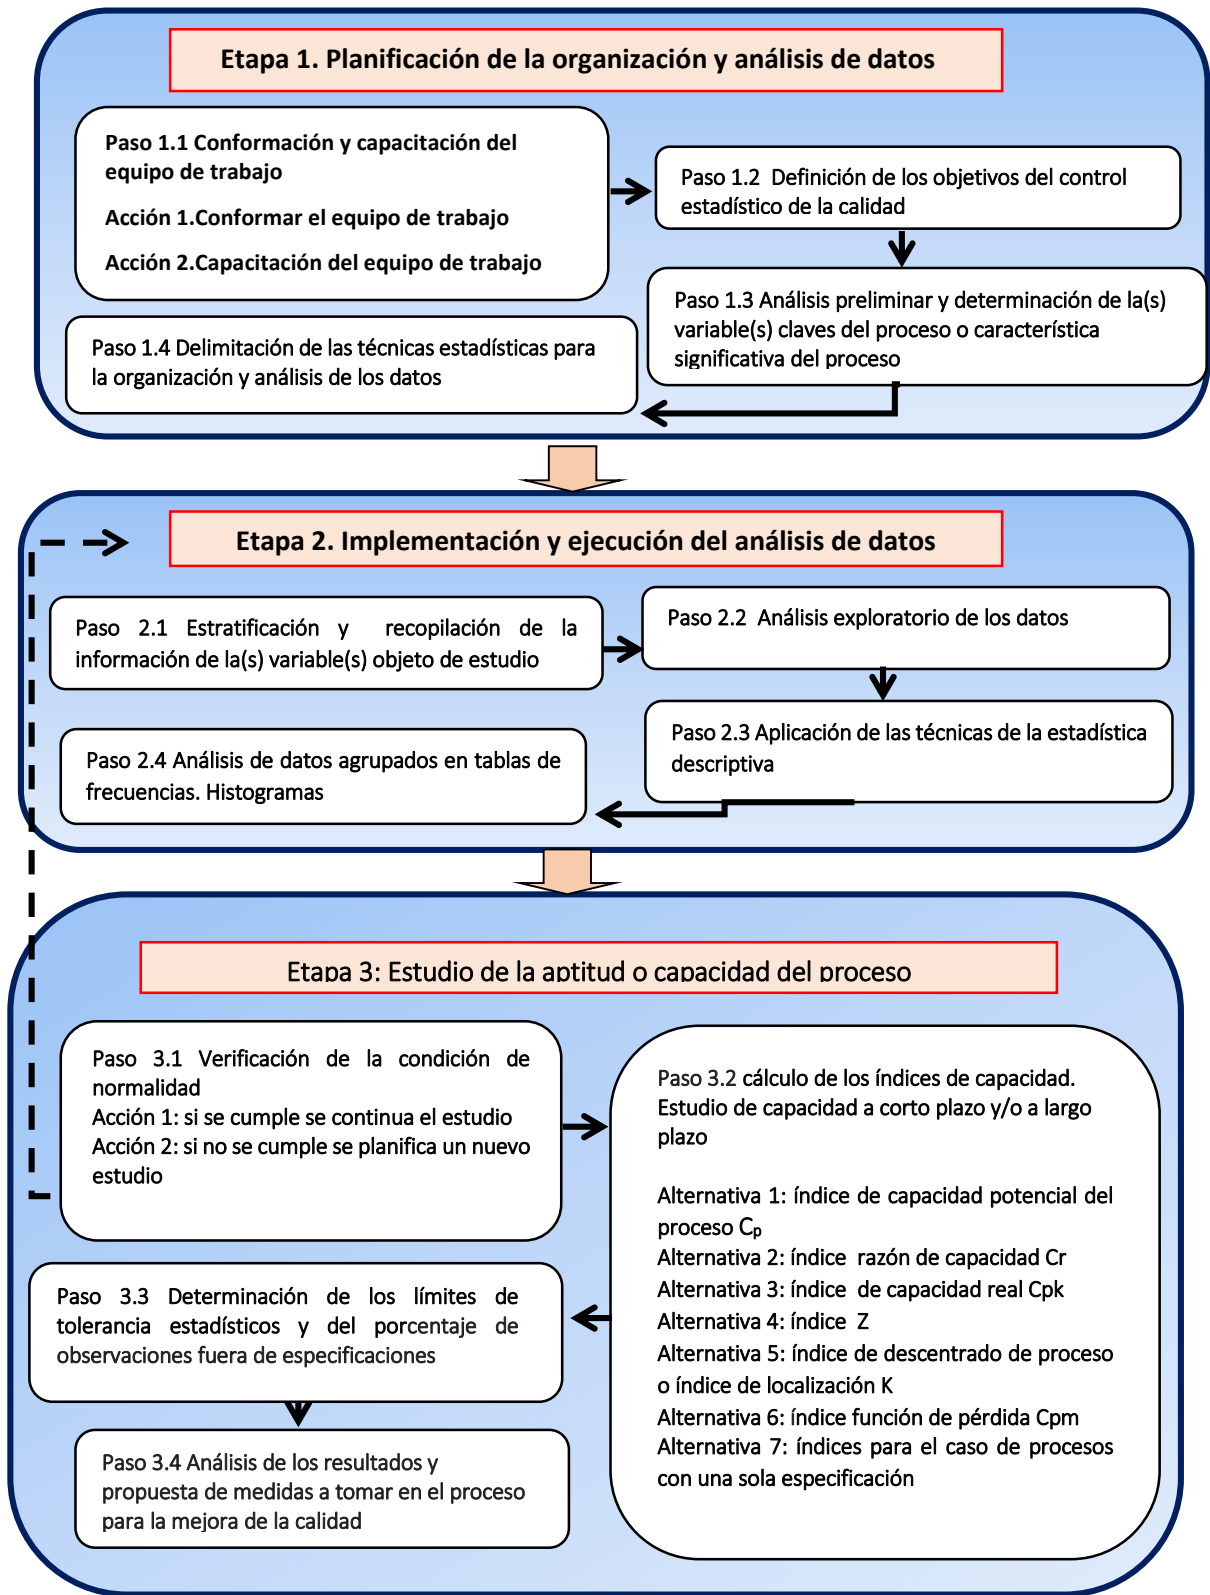 Etapa 1. Planificación de la organización y análisis de datos
Paso 1.1 Conformación y capacitación del
equipo de trabajo
Acción 1.Conformar el equipo de trabajo
Acción 2.Capacitación del equipo de trabajo
Paso 1.2 Definición de los objetivos del control
estadístico de la calidad
Paso 1.3 Análisis preliminar y determinación de la(s)
variable(s) claves del proceso o característica
significativa del proceso
Paso 1.4 Delimitación de las técnicas estadísticas para
la organización y análisis de los datos
Etapa 2. Implementación y ejecución del análisis de datos
Paso 2.1 Estratificación y recopilación de la
información de la(s) variable(s) objeto de estudio
Paso 2.2 Análisis exploratorio de los datos
Paso 2.3 Aplicación de las técnicas de la estadística
descriptiva
Paso 2.4 Análisis de datos agrupados en tablas de
frecuencias. Histogramas
Etapa 3: Estudio de la aptitud o capacidad del proceso
Paso 3.1 Verificación de la condición de
normalidad
Acción 1: si se cumple se continua el estudio
Acción 2: si no se cumple se planifica un nuevo
estudio
Paso 3.2 cálculo de los índices de capacidad.
Estudio de capacidad a corto plazo y/o a largo
plazo
Alternativa 1: índice de capacidad potencial del
proceso Cₚ
Alternativa 2: índice razón de capacidad Cr
Alternativa 3: índice de capacidad real Cpk
Alternativa 4: índice Z
Alternativa 5: índice de descentrado de proceso
o índice de localización K
Alternativa 6: índice función de pérdida Cpm
Alternativa 7: índices para el caso de procesos
con una sola especificación
Paso 3.3 Determinación de los límites de
tolerancia estadísticos y del porcentaje de
observaciones fuera de especificaciones
Paso 3.4 Análisis de los resultados y
propuesta de medidas a tomar en el proceso
para la mejora de la calidad